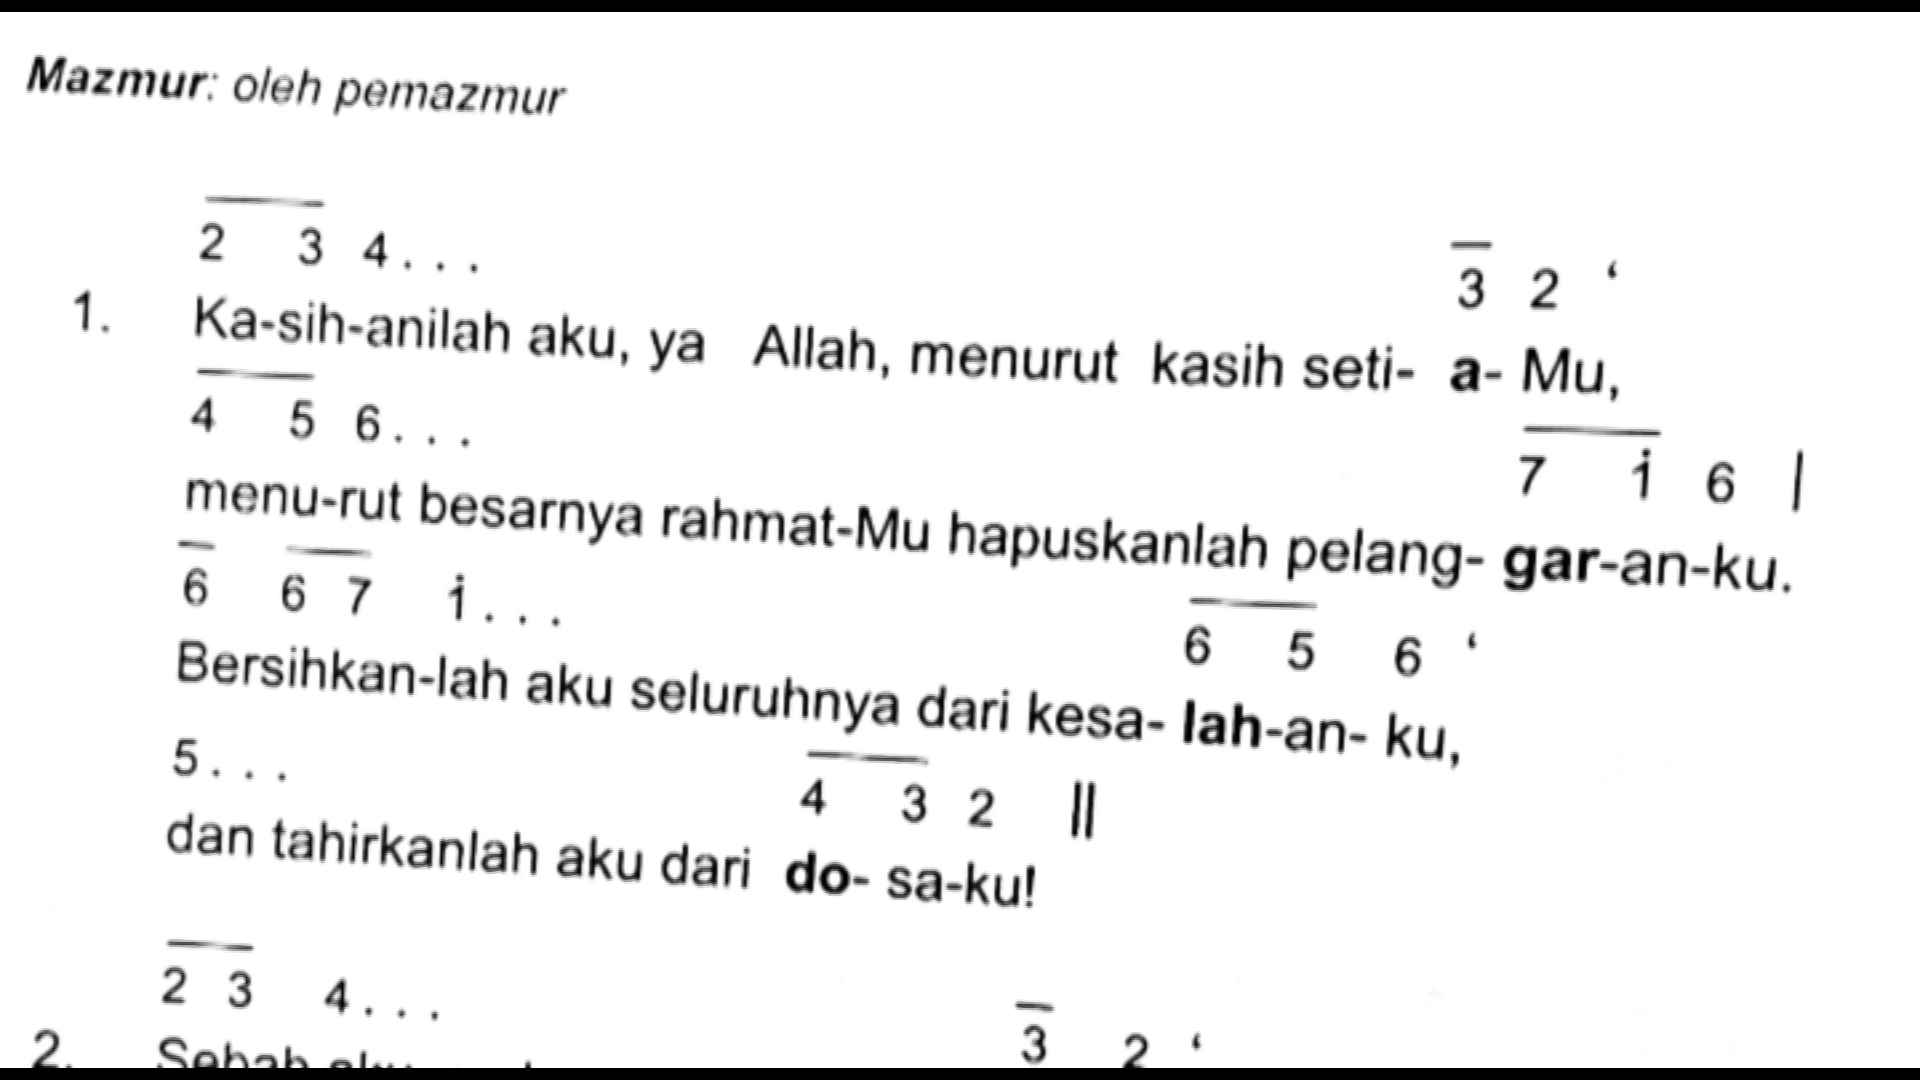 Mazmur: oleh pemazmur
2 3 4 . . . 3 2 ‘
1. Ka-sih-anilah aku, ya Allah, menurut kasih seti- a- Mu,
4 5 6 . . . 7 i 6 |
menu-rut besarnya rahmat-Mu hapuskanlah pelang- gar-an-ku.
6 6 7 i . . . 6 5 6 ‘
Bersihkan-lah aku seluruhnya dari kesa- lah-an- ku,
5 . . . 4 3 2 ||
dan tahirkanlah aku dari do- sa-ku!
2 3 4 . . . 3 2 ‘
2. Sebab